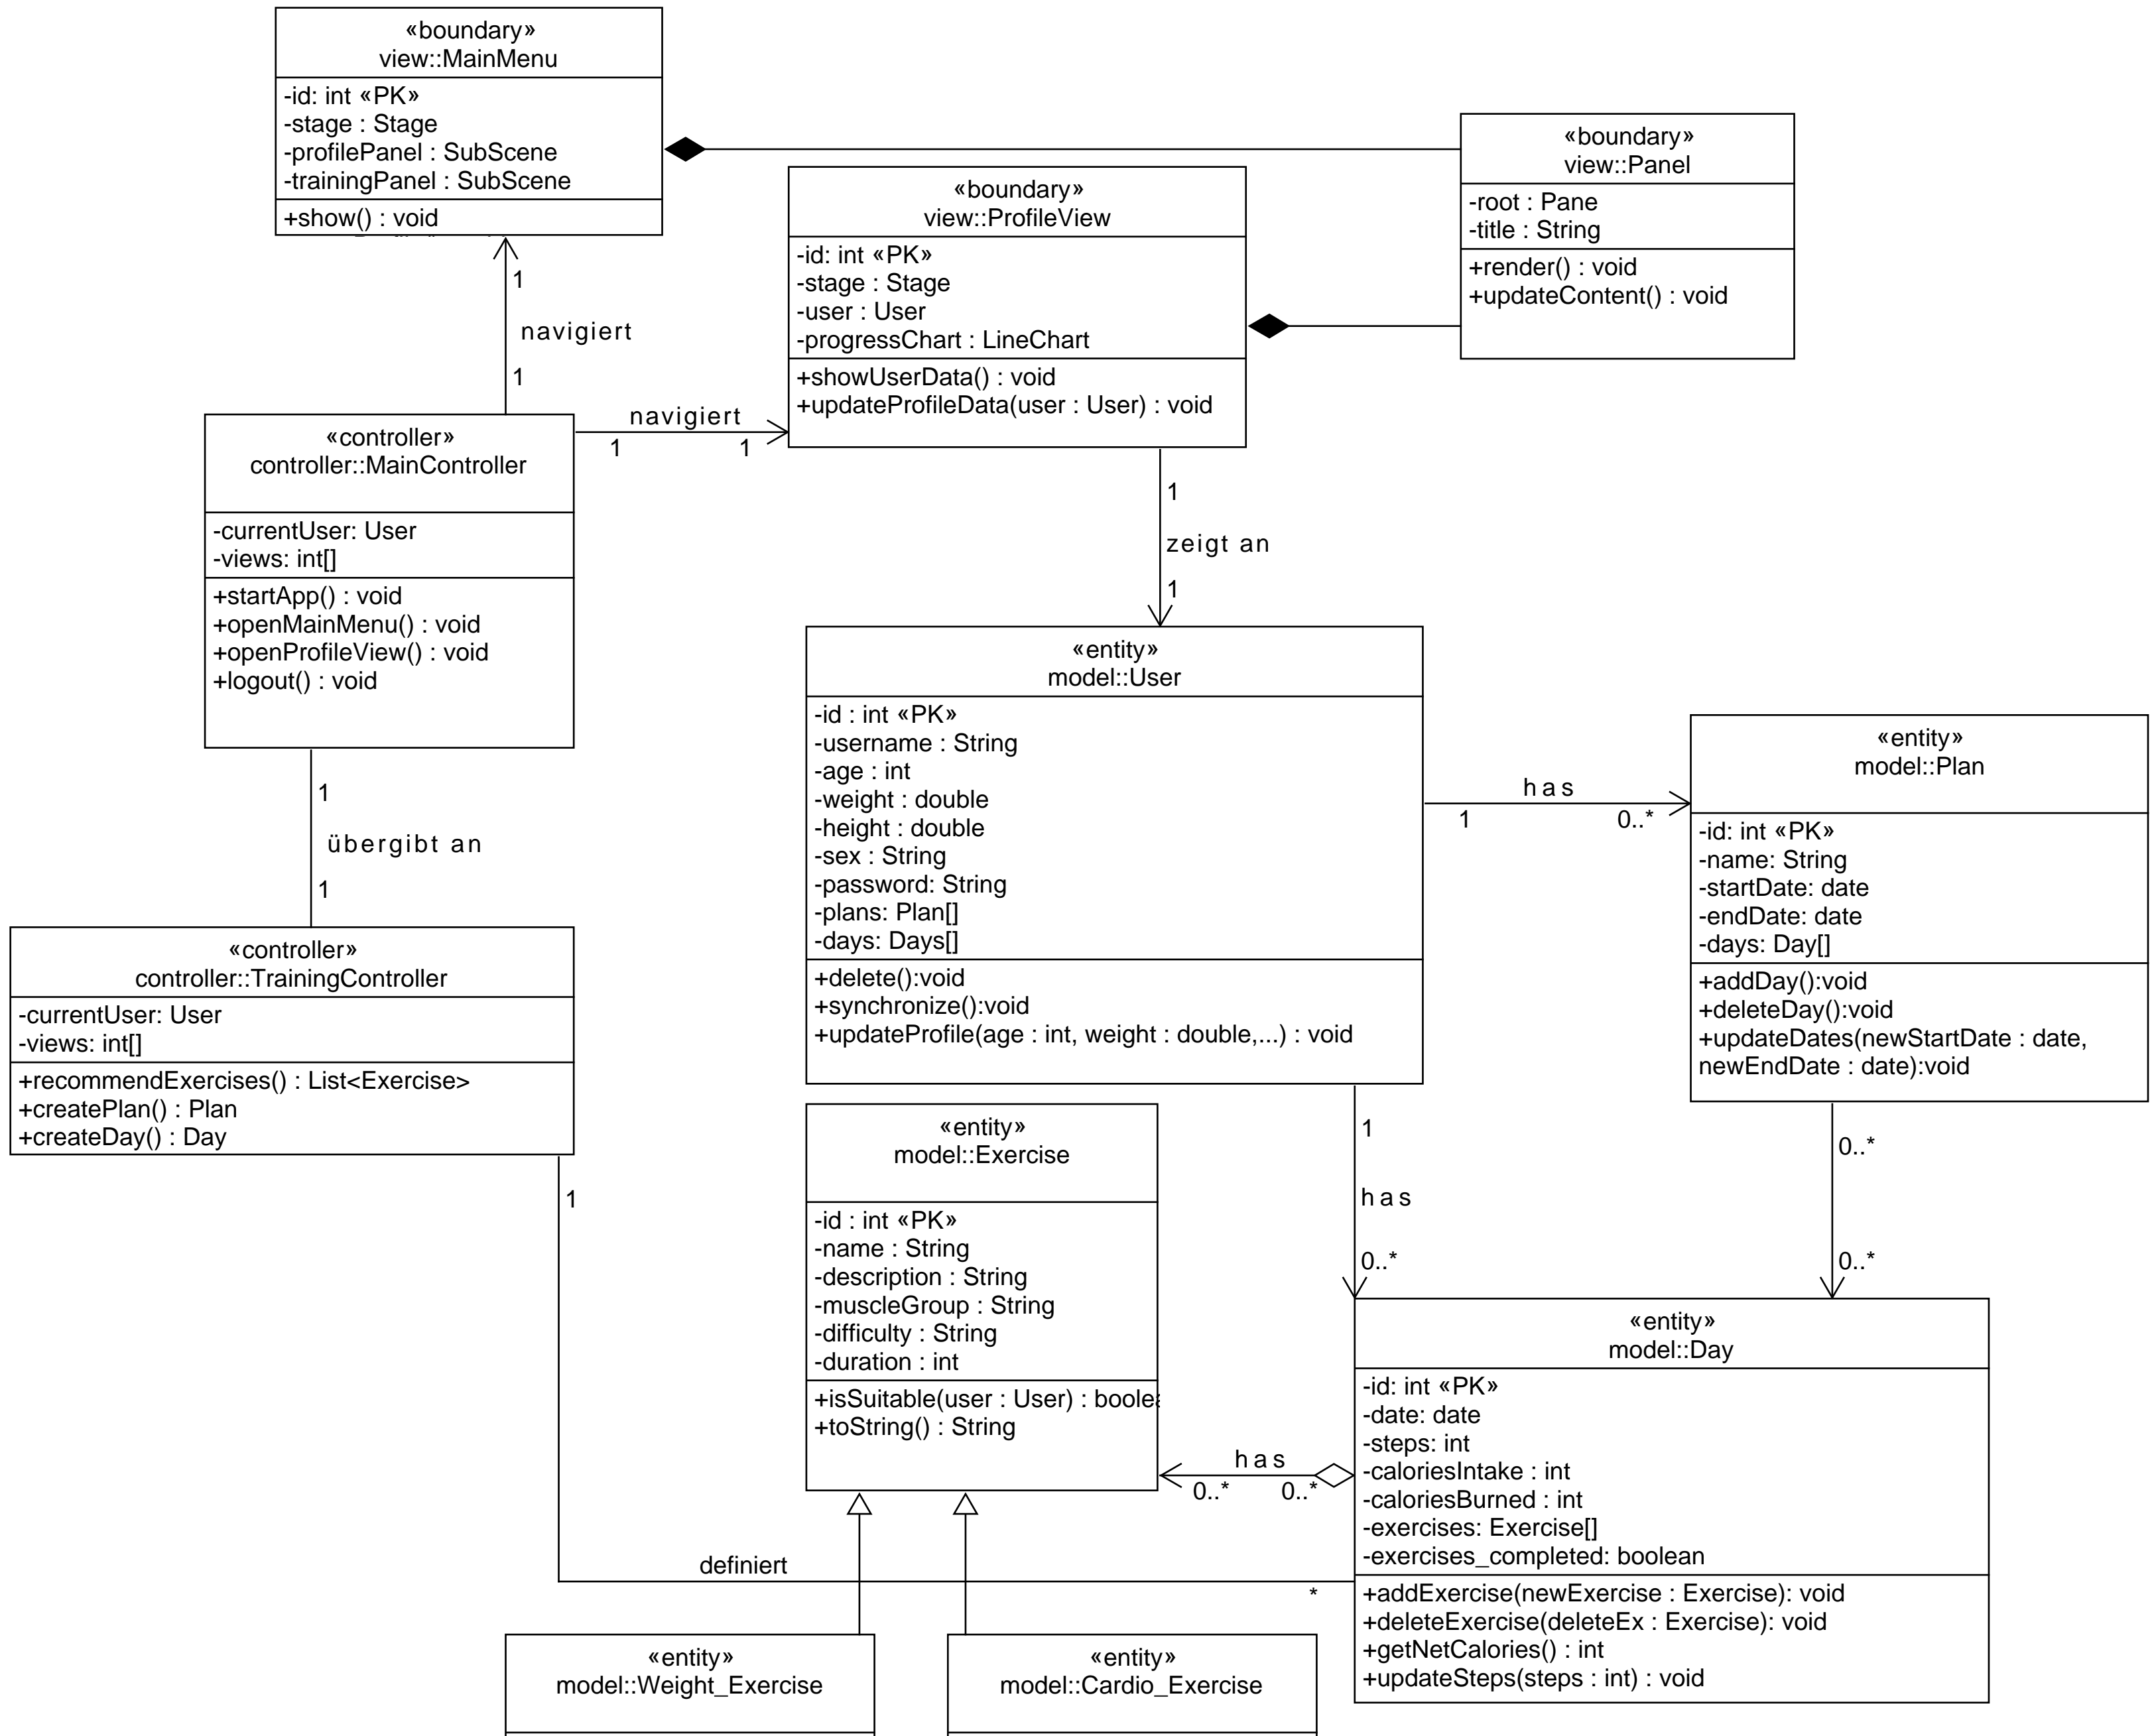 «boundary»
view::MainMenu
-id: int «PK»
-stage : Stage
-profilePanel : SubScene
-trainingPanel : SubScene
+show() : void
«boundary»
view::Panel
-root : Pane
-title : String
+render() : void
+updateContent() : void
«boundary»
view::ProfileView
-id: int «PK»
-stage : Stage
-user : User
-progressChart : LineChart
+showUserData() : void
+updateProfileData(user : User) : void
1
navigiert
1
navigiert
1
1
«controller»
controller::MainController
-currentUser: User
-views: int[]
+startApp() : void
+openMainMenu() : void
+openProfileView() : void
+logout() : void
1
zeigt an
1
«entity»
model::User
-id : int «PK»
-username : String
-age : int
-weight : double
-height : double
-sex : String
-password: String
-plans: Plan[]
-days: Days[]
+delete():void
+synchronize():void
+updateProfile(age : int, weight : double,...) : void
has
1
0..*
«entity»
model::Plan
-id: int «PK»
-name: String
-startDate: date
-endDate: date
-days: Day[]
+addDay():void
+deleteDay():void
+updateDates(newStartDate : date,
newEndDate : date):void
1
übergibt an
1
«controller»
controller::TrainingController
-currentUser: User
-views: int[]
+recommendExercises() : List<Exercise>
+createPlan() : Plan
+createDay() : Day
1
«entity»
model::Exercise
-id : int «PK»
-name : String
-description : String
-muscleGroup : String
-difficulty : String
-duration : int
+isSuitable(user : User) : boolea
+toString() : String
1
has
0..*
0..*
0..*
«entity»
model::Day
-id: int «PK»
-date: date
-steps: int
-caloriesIntake : int
-caloriesBurned : int
-exercises: Exercise[]
-exercises_completed: boolean
+addExercise(newExercise : Exercise): void
+deleteExercise(deleteEx : Exercise): void
+getNetCalories() : int
+updateSteps(steps : int) : void
has
0..*
0..*
definiert
*
«entity»
model::Weight_Exercise
«entity»
model::Cardio_Exercise